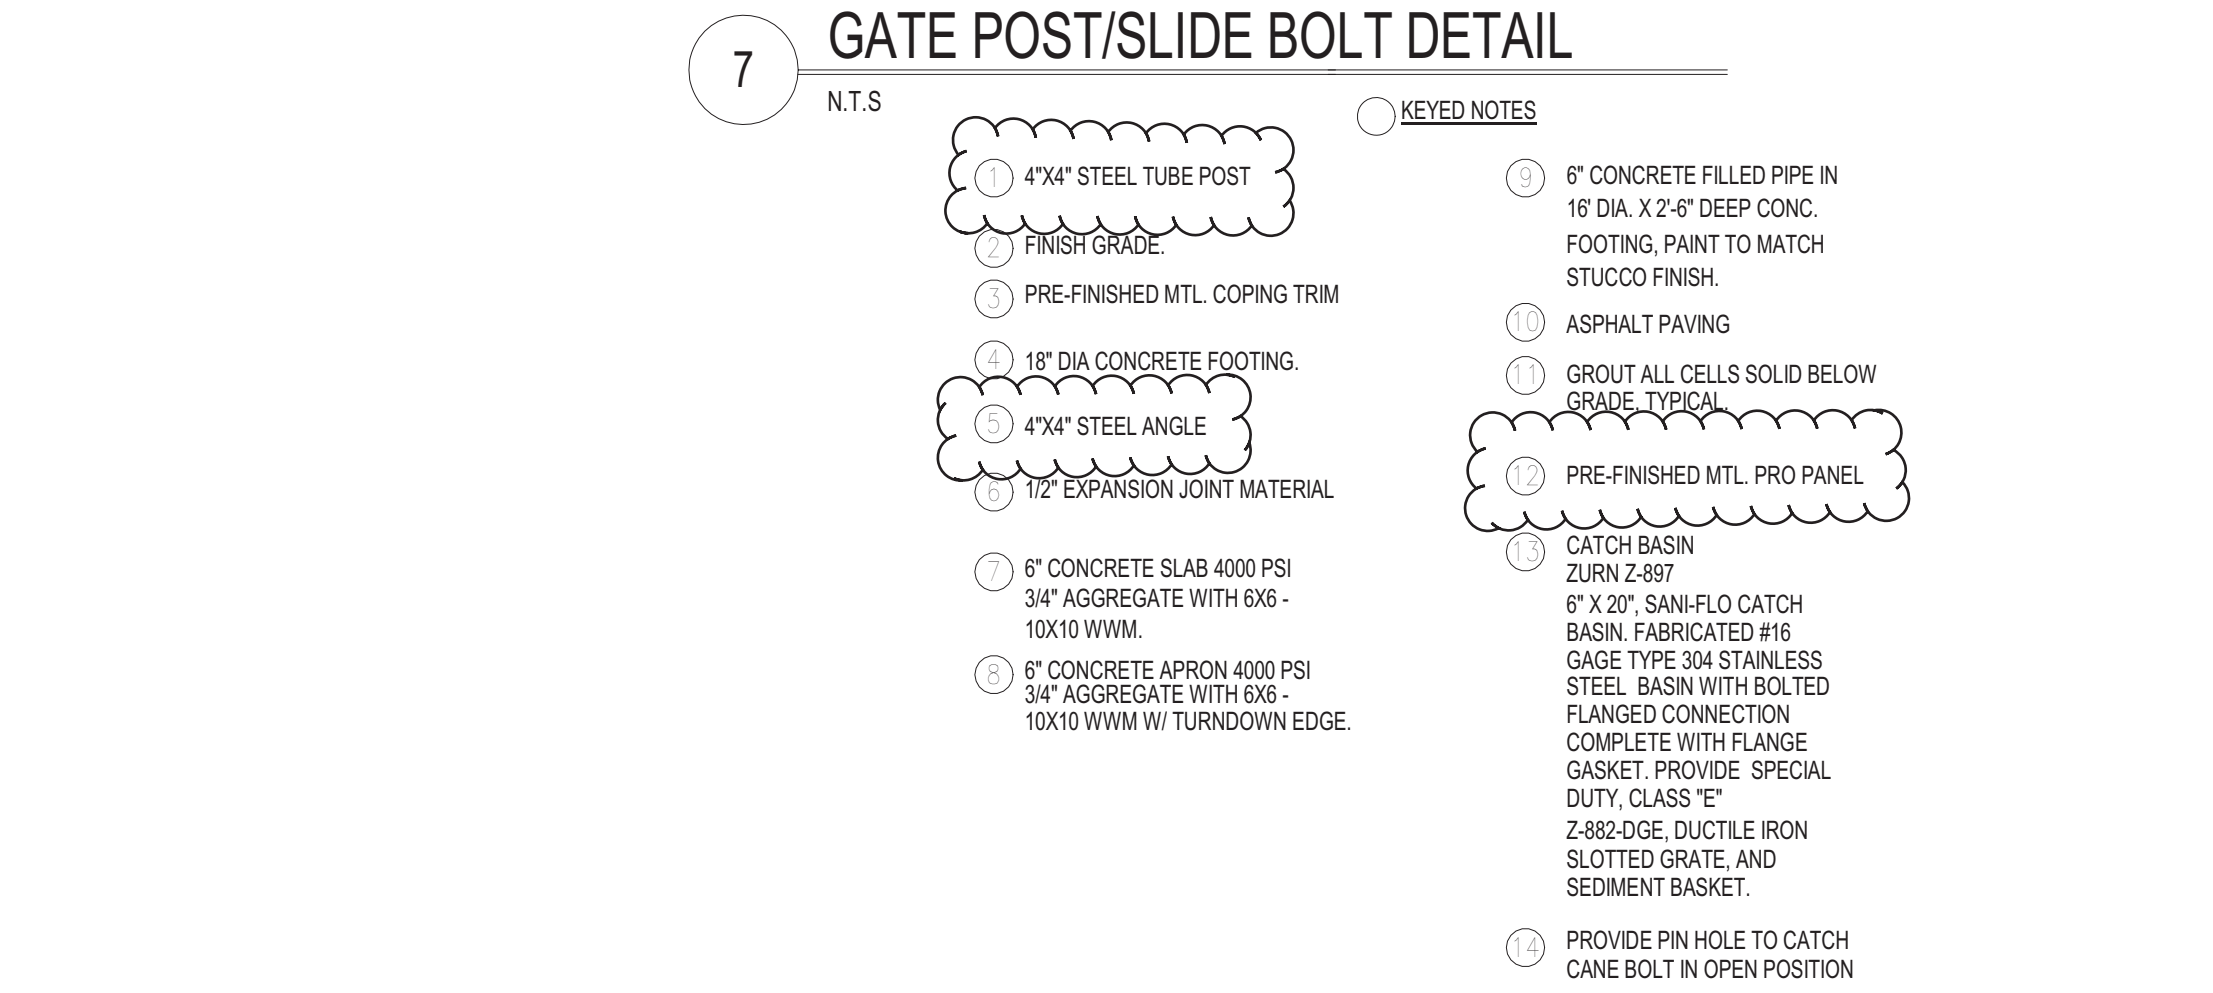 7
GATE POST/SLIDE BOLT DETAIL
N.T.S
KEYED NOTES
1 4"X4" STEEL TUBE POST
2 FINISH GRADE.
3 PRE-FINISHED MTL. COPING TRIM
4 18" DIA CONCRETE FOOTING.
5 4"X4" STEEL ANGLE
6 1/2" EXPANSION JOINT MATERIAL
7 6" CONCRETE SLAB 4000 PSI
3/4" AGGREGATE WITH 6X6 -
10X10 WWM.
8 6" CONCRETE APRON 4000 PSI
3/4" AGGREGATE WITH 6X6 -
10X10 WWM W/ TURNDOWN EDGE.
9 6" CONCRETE FILLED PIPE IN
16' DIA. X 2'-6" DEEP CONC.
FOOTING, PAINT TO MATCH
STUCCO FINISH.
10 ASPHALT PAVING
11 GROUT ALL CELLS SOLID BELOW
GRADE, TYPICAL.
12 PRE-FINISHED MTL. PRO PANEL
13 CATCH BASIN
ZURN Z-897
6" X 20", SANI-FLO CATCH
BASIN. FABRICATED #16
GAGE TYPE 304 STAINLESS
STEEL BASIN WITH BOLTED
FLANGED CONNECTION
COMPLETE WITH FLANGE
GASKET. PROVIDE SPECIAL
DUTY, CLASS "E"
Z-882-DGE, DUCTILE IRON
SLOTTED GRATE, AND
SEDIMENT BASKET.
14 PROVIDE PIN HOLE TO CATCH
CANE BOLT IN OPEN POSITION